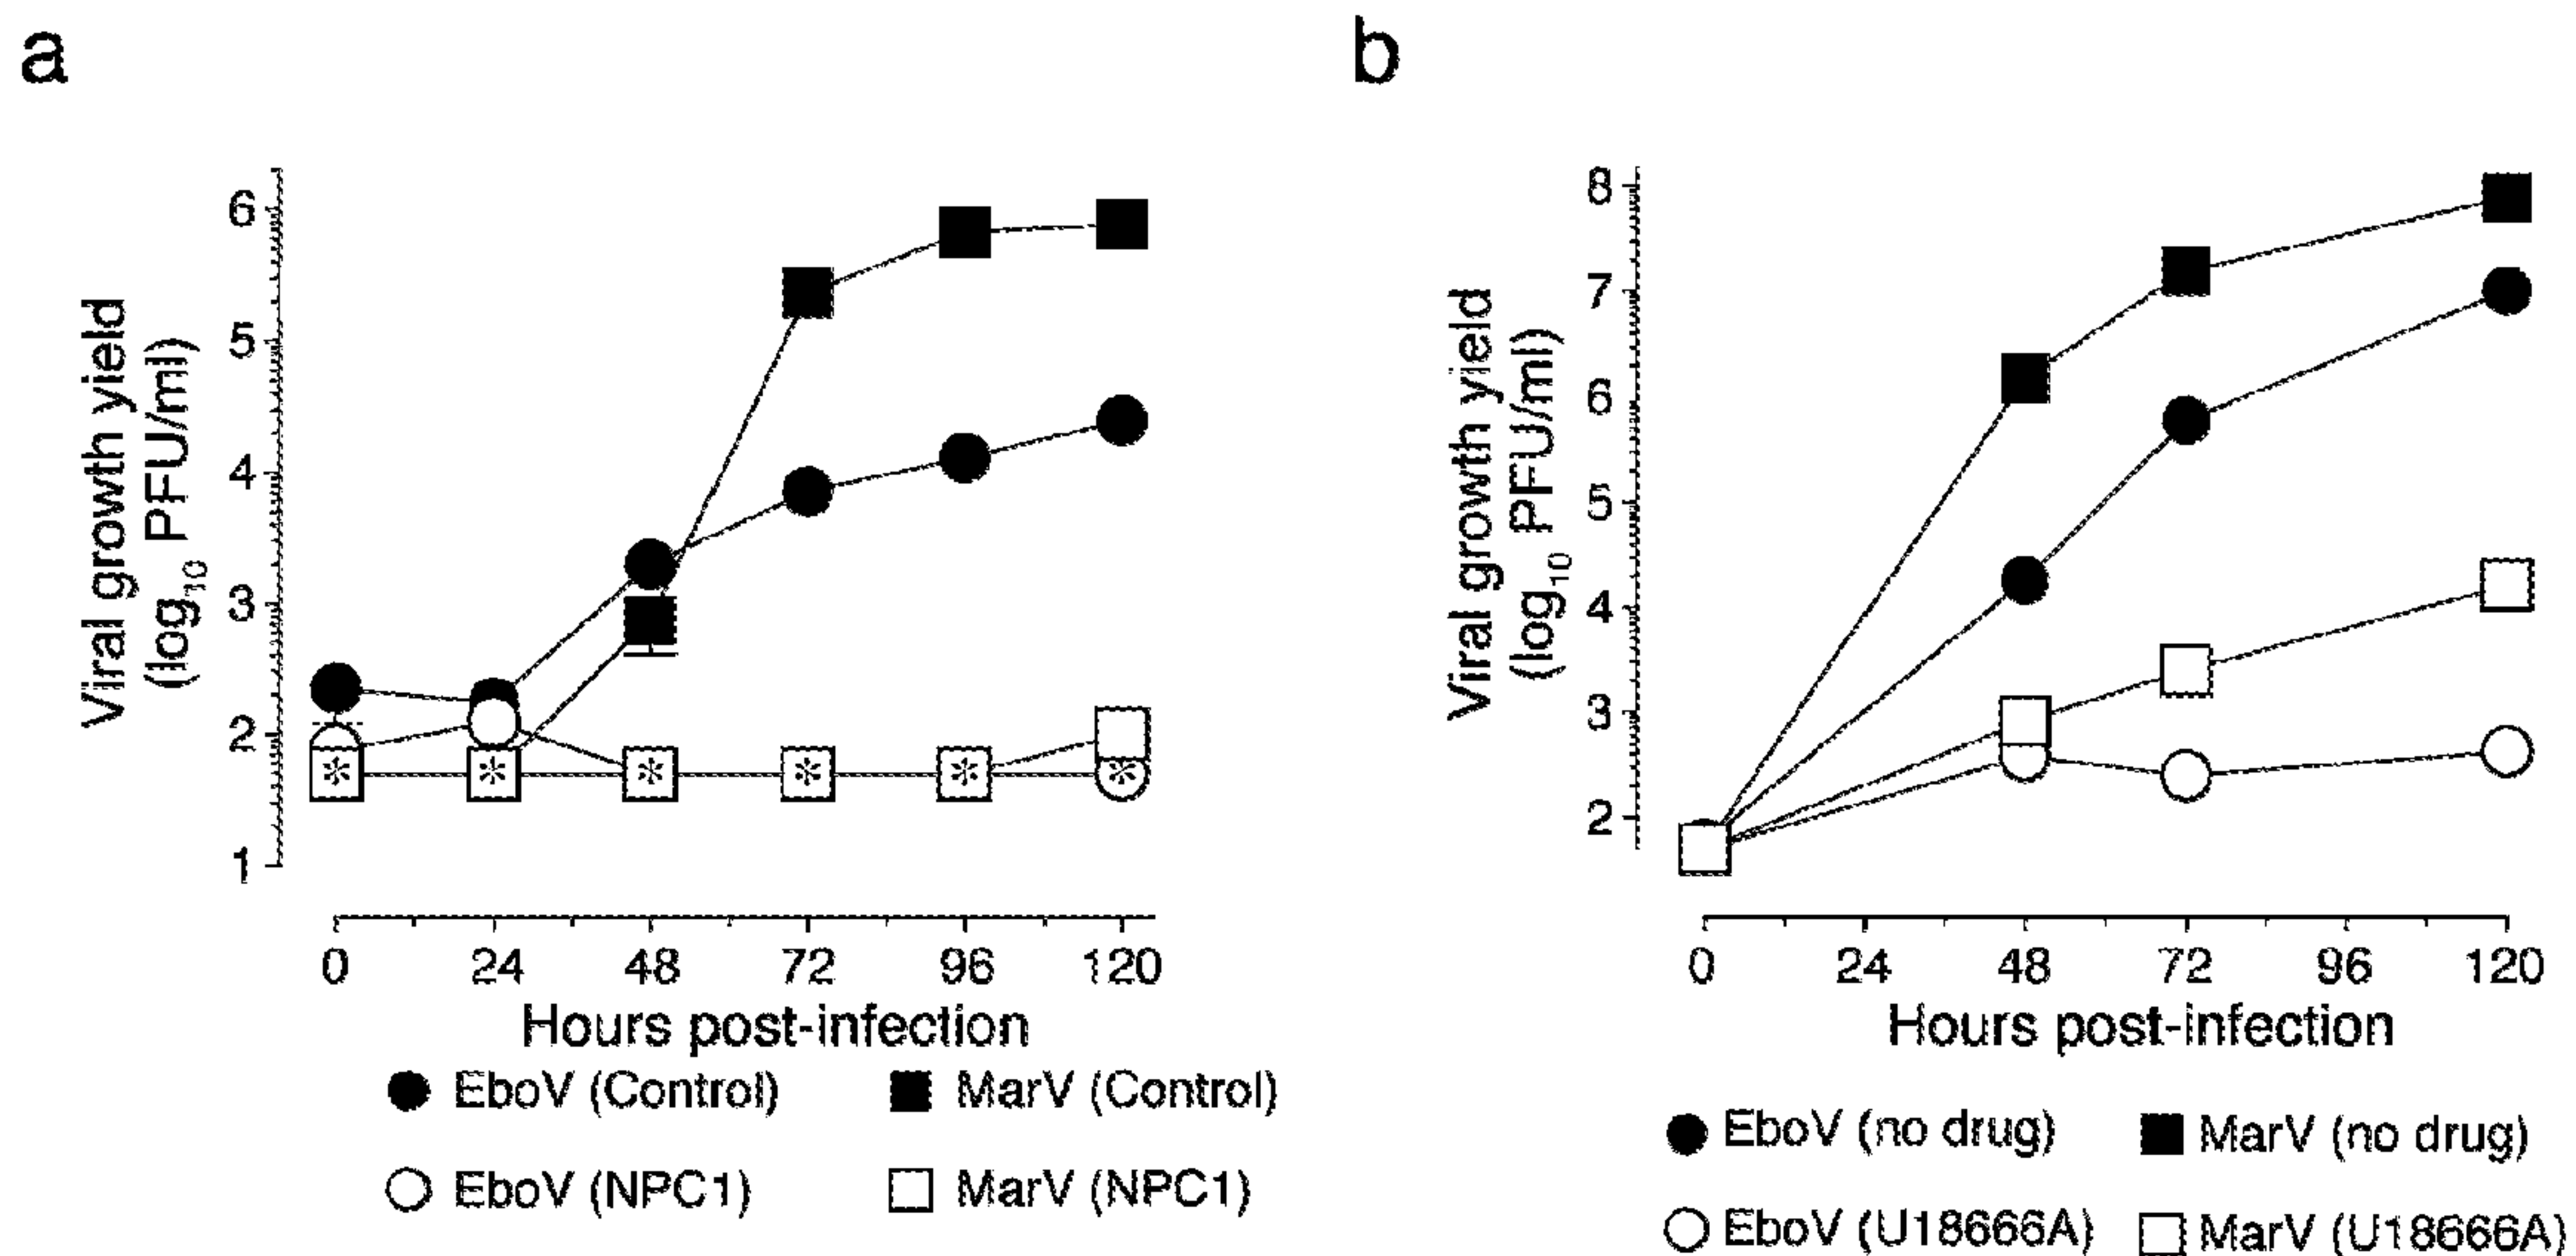 a
Viral growth yield
(log10 PFU/ml)
6
5
4
3
2
1
* * * * * *
0 24 48 72 96 120
Hours post-infection
EboV (Control) MarV (Control)
EboV (NPC1) MarV (NPC1)
b
Viral growth yield
(log10 PFU/ml)
8
7
6
5
4
3
2
0 24 48 72 96 120
Hours post-infection
EboV (no drug) MarV (no drug)
EboV (U18666A) MarV (U18666A)